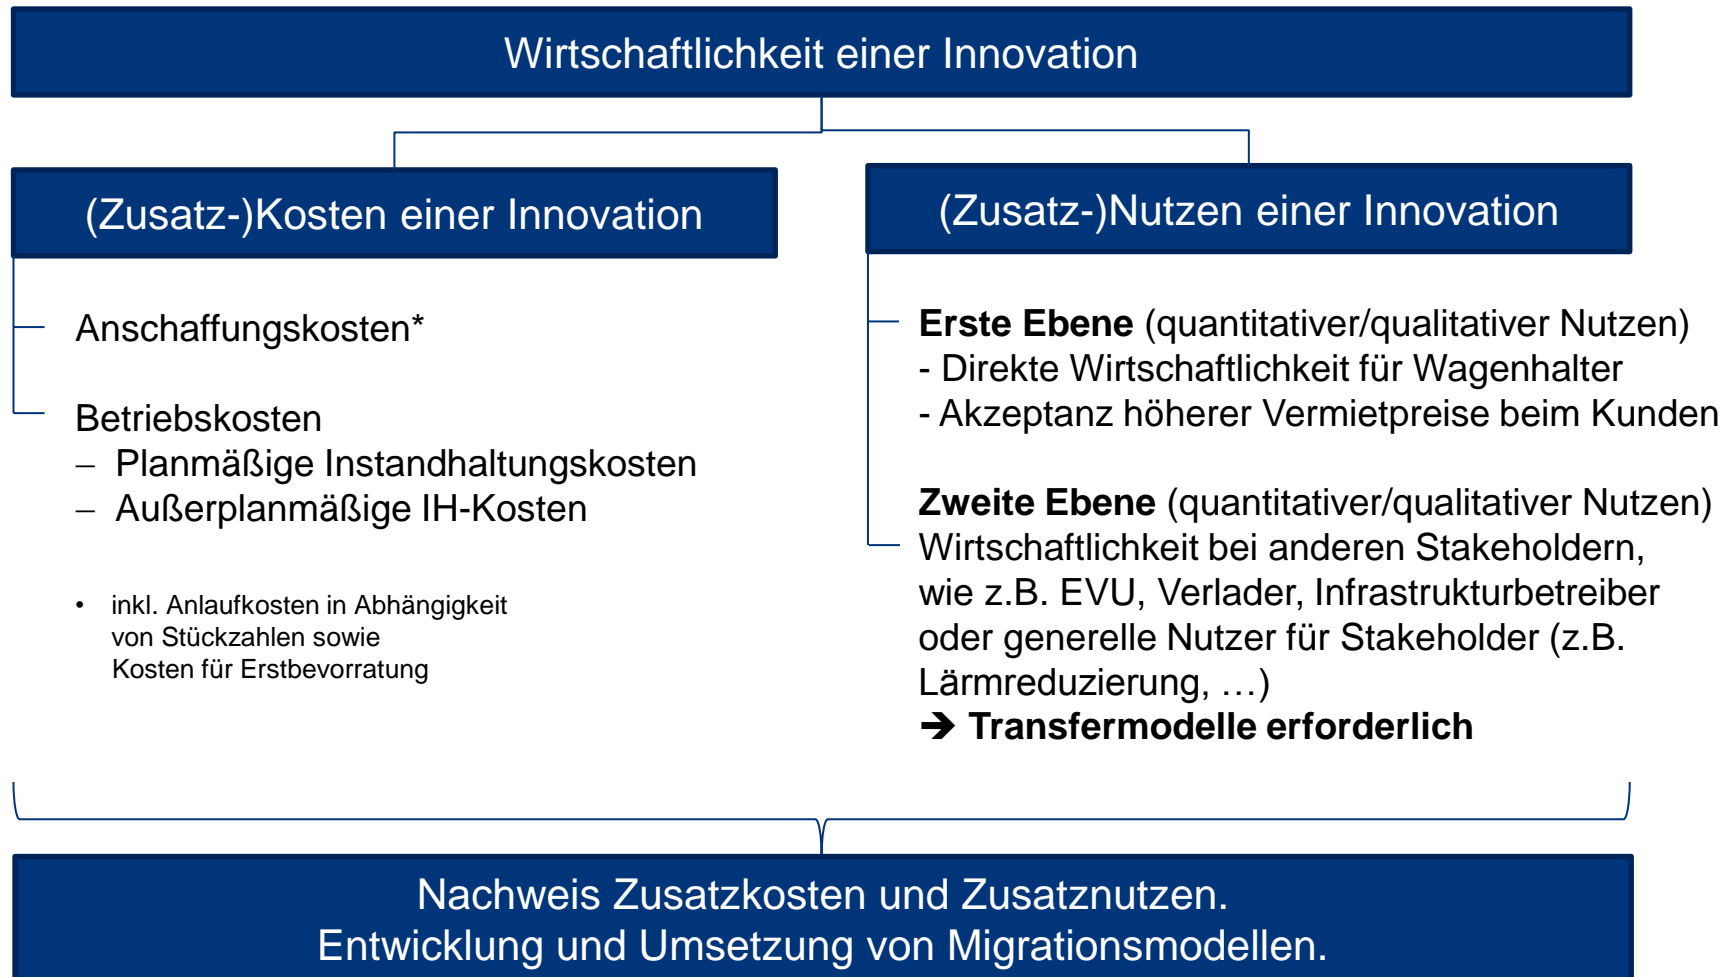 Wirtschaftlichkeit einer Innovation
(Zusatz-)Kosten einer Innovation
Anschaffungskosten*
Betriebskosten
– Planmäßige Instandhaltungskosten
– Außerplanmäßige IH-Kosten
• inkl. Anlaufkosten in Abhängigkeit
von Stückzahlen sowie
Kosten für Erstbevorratung
(Zusatz-)Nutzen einer Innovation
Erste Ebene (quantitativer/qualitativer Nutzen)
- Direkte Wirtschaftlichkeit für Wagenhalter
- Akzeptanz höherer Vermietpreise beim Kunden
Zweite Ebene (quantitativer/qualitativer Nutzen)
Wirtschaftlichkeit bei anderen Stakeholdern,
wie z.B. EVU, Verlader, Infrastrukturbetreiber
oder generelle Nutzer für Stakeholder (z.B.
Lärmreduzierung, …)
➔ Transfermodelle erforderlich
Nachweis Zusatzkosten und Zusatznutzen.
Entwicklung und Umsetzung von Migrationsmodellen.